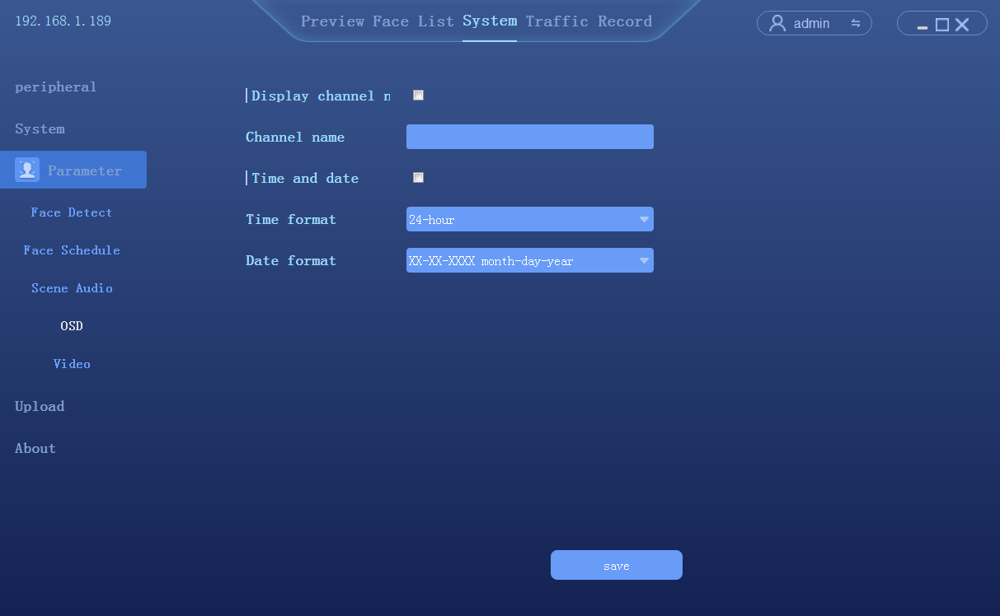 192.168.1.189
Preview Face List System Traffic Record
admin
peripheral
System
Parameter
Face Detect
Face Schedule
Scene Audio
OSD
Video
Upload
About
Display channel n
Channel name
Time and date
Time format 24-hour
Date format XX-XX-XXXX month-day-year
save